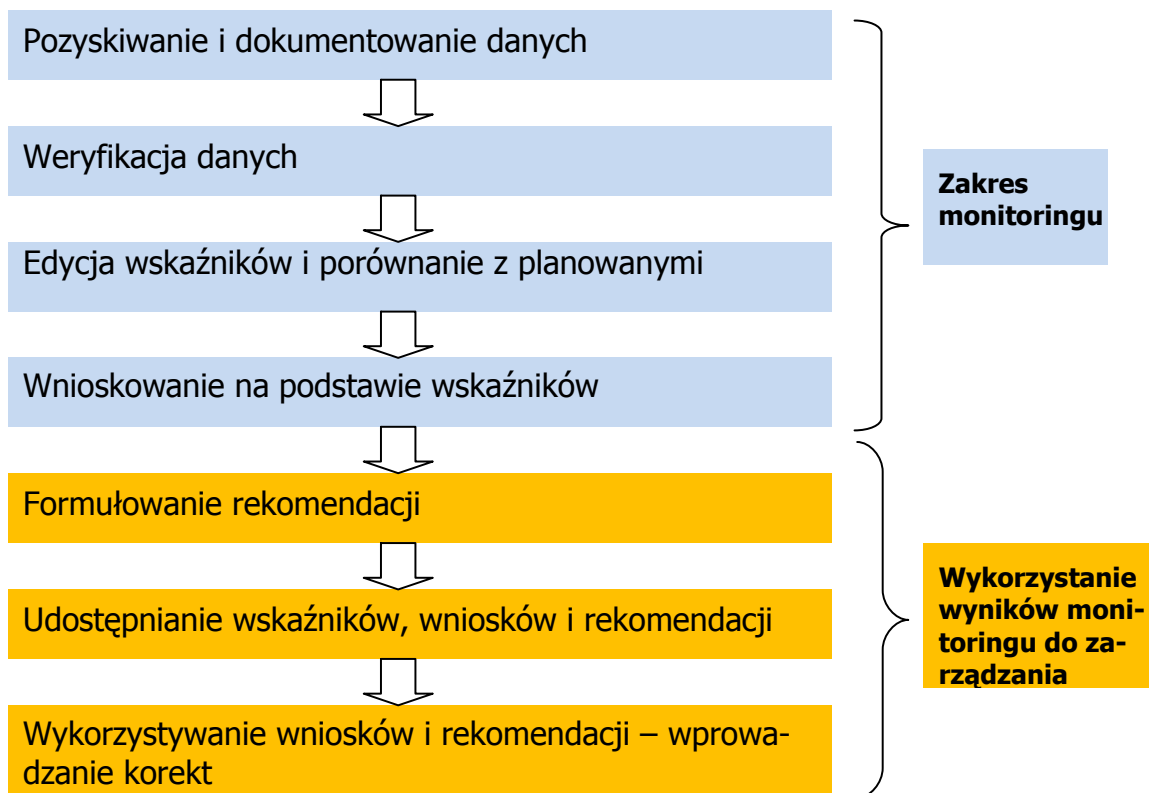 Pozyskiwanie i dokumentowanie danych
Weryfikacja danych
Edycja wskaźników i porównanie z planowanymi
Wnioskowanie na podstawie wskaźników
Zakres
monitoringu
Formułowanie rekomendacji
Udostępnianie wskaźników, wniosków i rekomendacji
Wykorzystywanie wniosków i rekomendacji – wprowa-
dzanie korekt
Wykorzystanie
wyników moni-
toringu do za-
rządzania